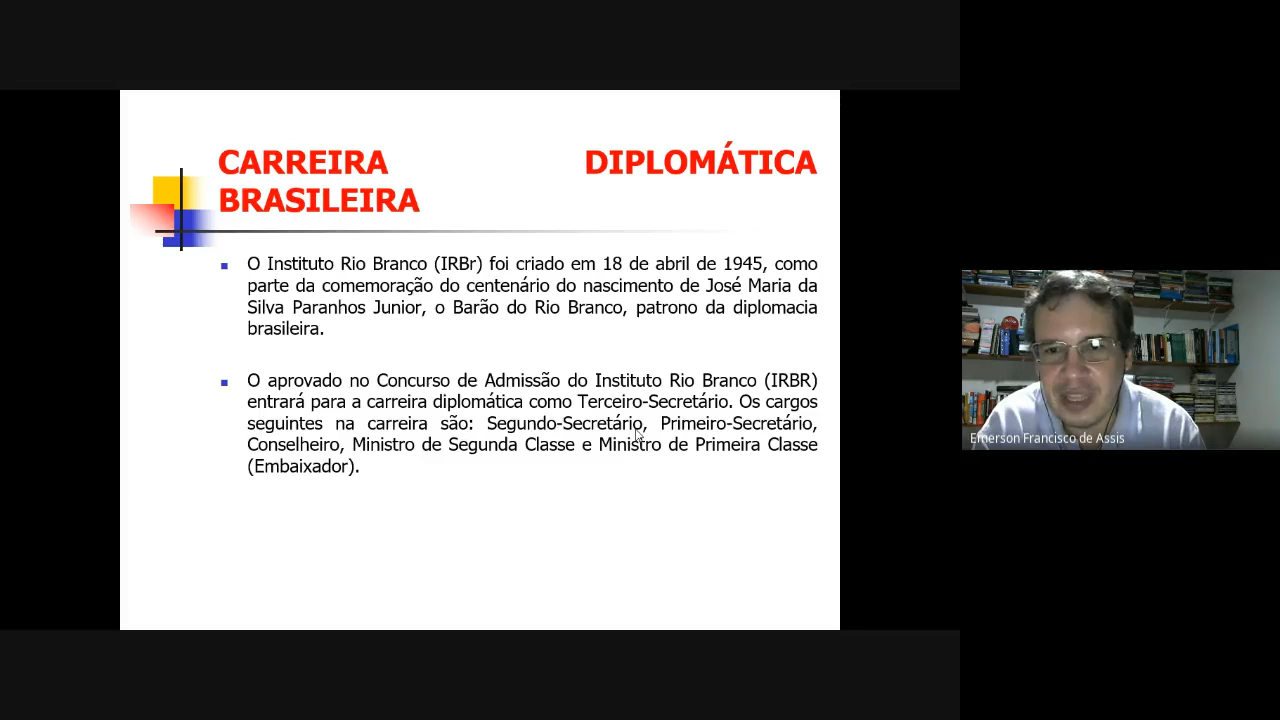 CARREIRA DIPLOMÁTICA
BRASILEIRA
O Instituto Rio Branco (IRBr) foi criado em 18 de abril de 1945, como
parte da comemoração do centenário do nascimento de José Maria da
Silva Paranhos Junior, o Barão do Rio Branco, patrono da diplomacia
brasileira.
O aprovado no Concurso de Admissão do Instituto Rio Branco (IRBR)
entrará para a carreira diplomática como Terceiro-Secretário. Os cargos
seguintes na carreira são: Segundo-Secretário, Primeiro-Secretário,
Conselheiro, Ministro de Segunda Classe e Ministro de Primeira Classe
(Embaixador).
Emerson Francisco de Assis